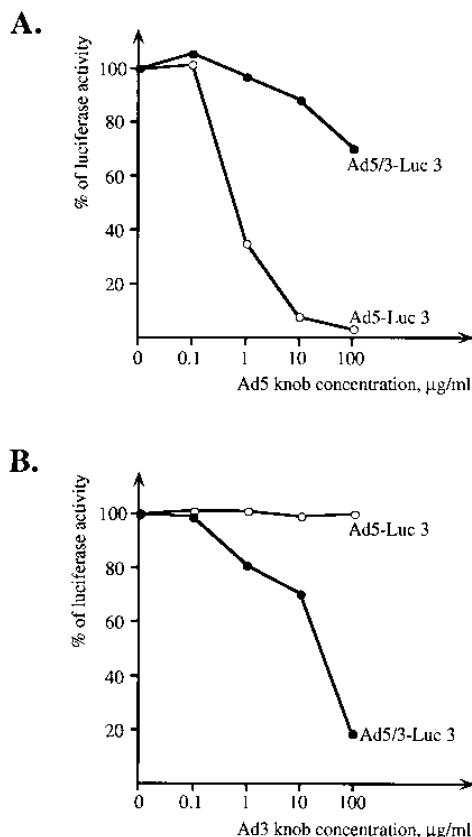 A.
% of luciferase activity
100
80
60
40
20
Ad5/3-Luc 3
Ad5-Luc 3
0 0.1 1 10 100
Ad5 knob concentration, µg/ml
B.
% of luciferase activity
100
80
60
40
20
Ad5-Luc 3
Ad5/3-Luc 3
0 0.1 1 10 100
Ad3 knob concentration, µg/ml